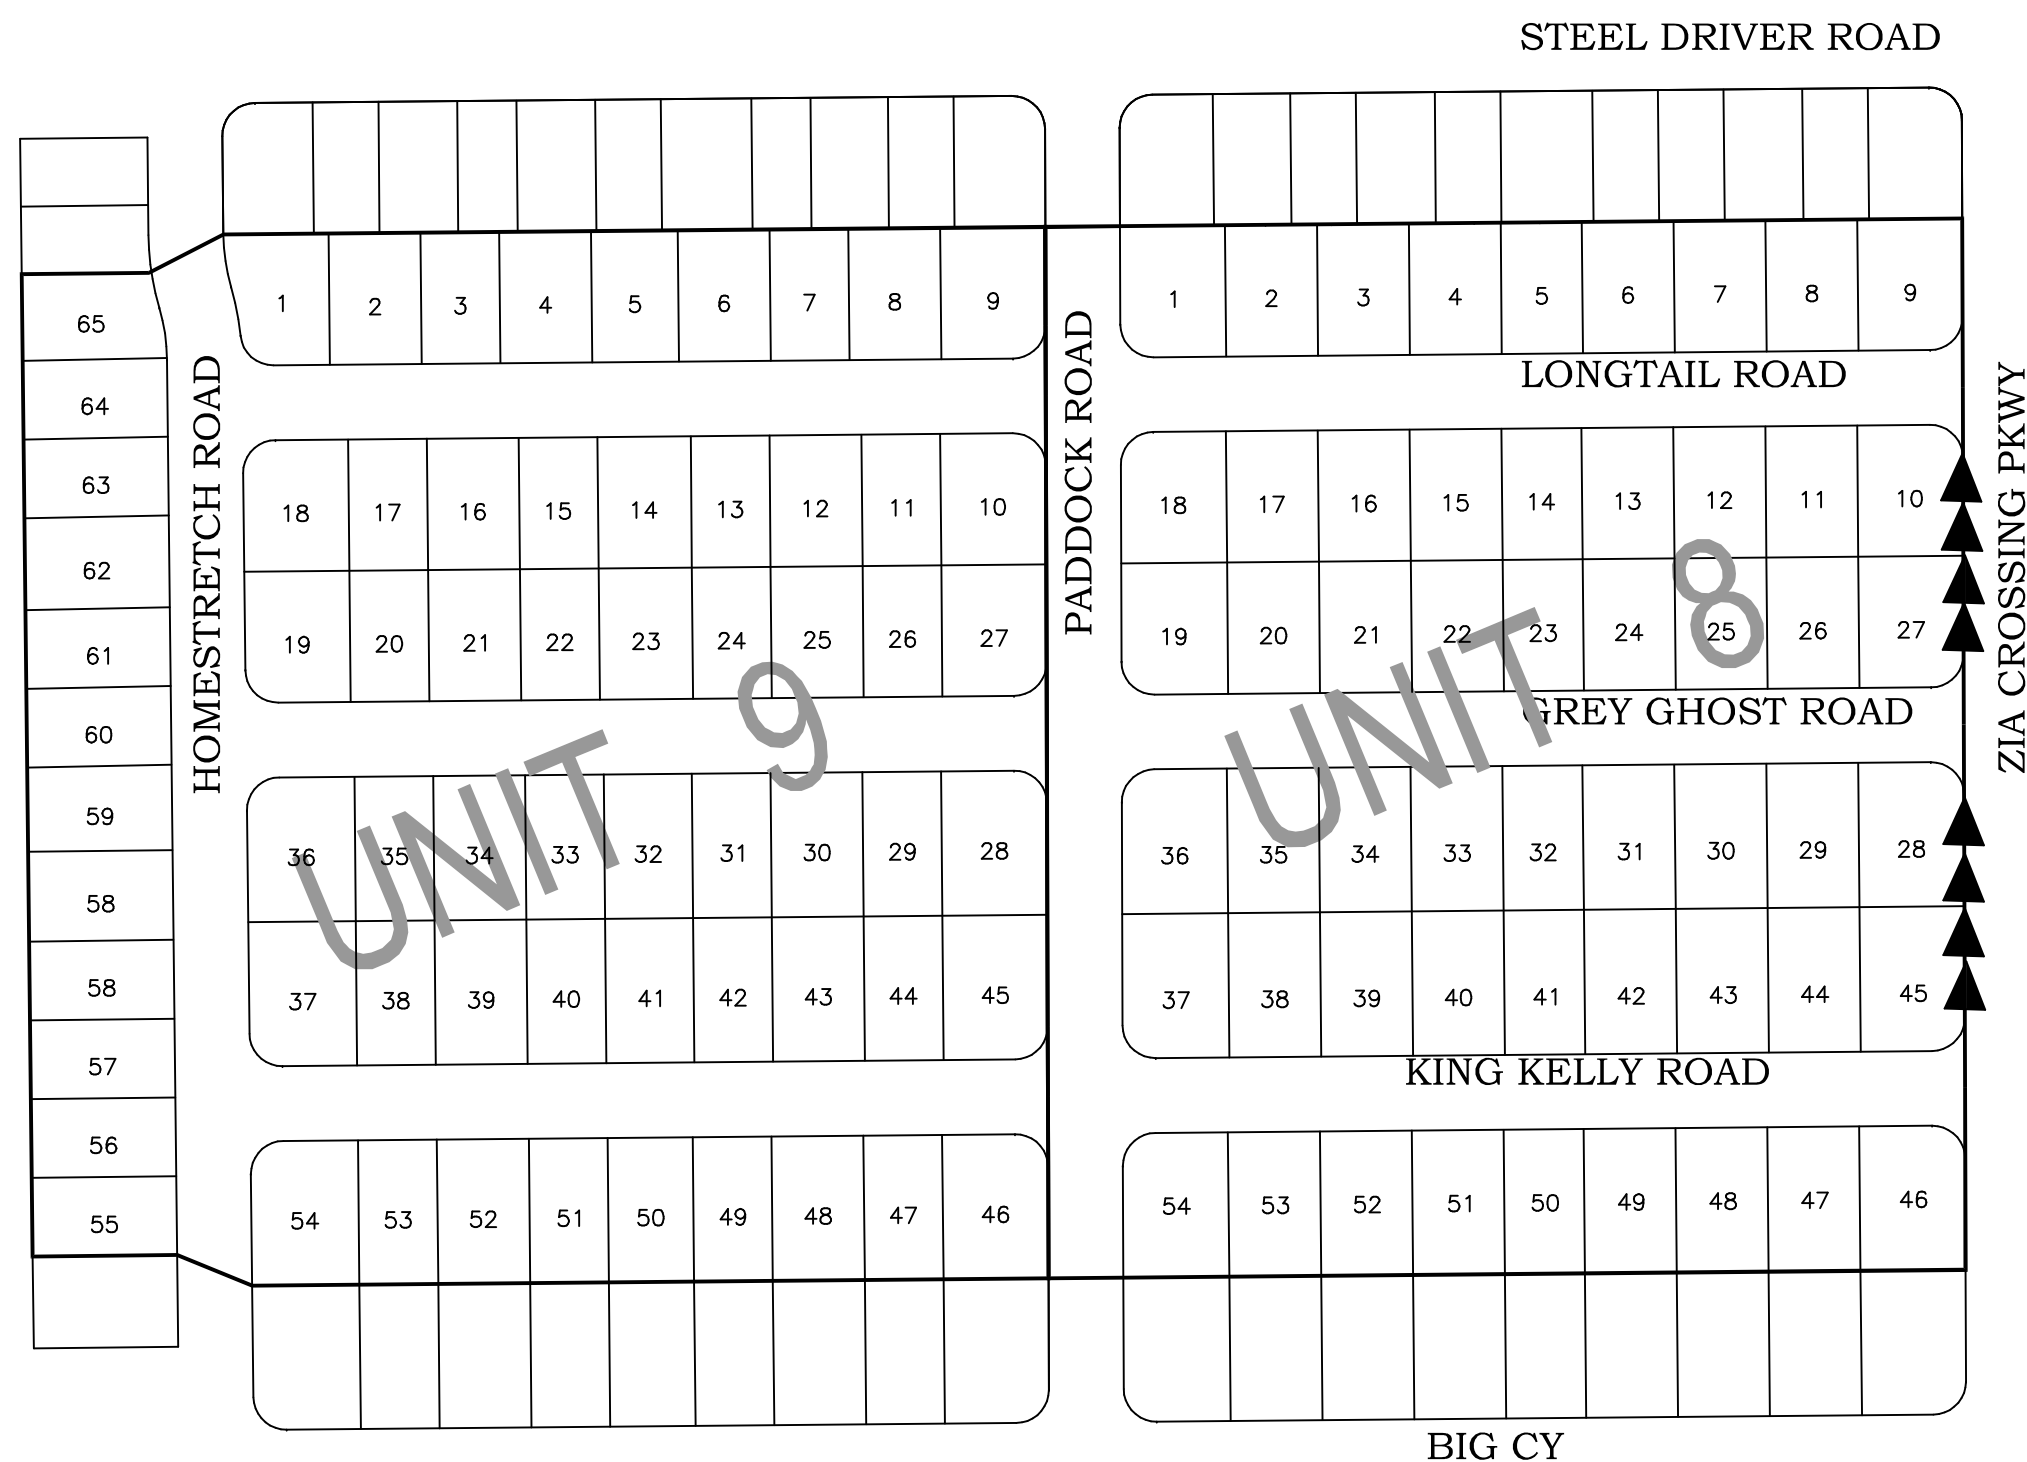 STEEL DRIVER ROAD
1 2 3 4 5 6 7 8 9
1 2 3 4 5 6 7 8 9
LONGTAIL ROAD
18 17 16 15 14 13 12 11 10
18 17 16 15 14 13 12 11 10
19 20 21 22 23 24 25 26 27
19 20 21 22 23 24 25 26 27
GREY GHOST ROAD
36 35 34 33 32 31 30 29 28
36 35 34 33 32 31 30 29 28
37 38 39 40 41 42 43 44 45
37 38 39 40 41 42 43 44 45
KING KELLY ROAD
54 53 52 51 50 49 48 47 46
54 53 52 51 50 49 48 47 46
BIG CY
65
64
63
62
61
60
59
58
58
57
56
55
HOMESTRETCH ROAD
PADDOCK ROAD
ZIA CROSSING PKWY
UNIT 9
UNIT 8